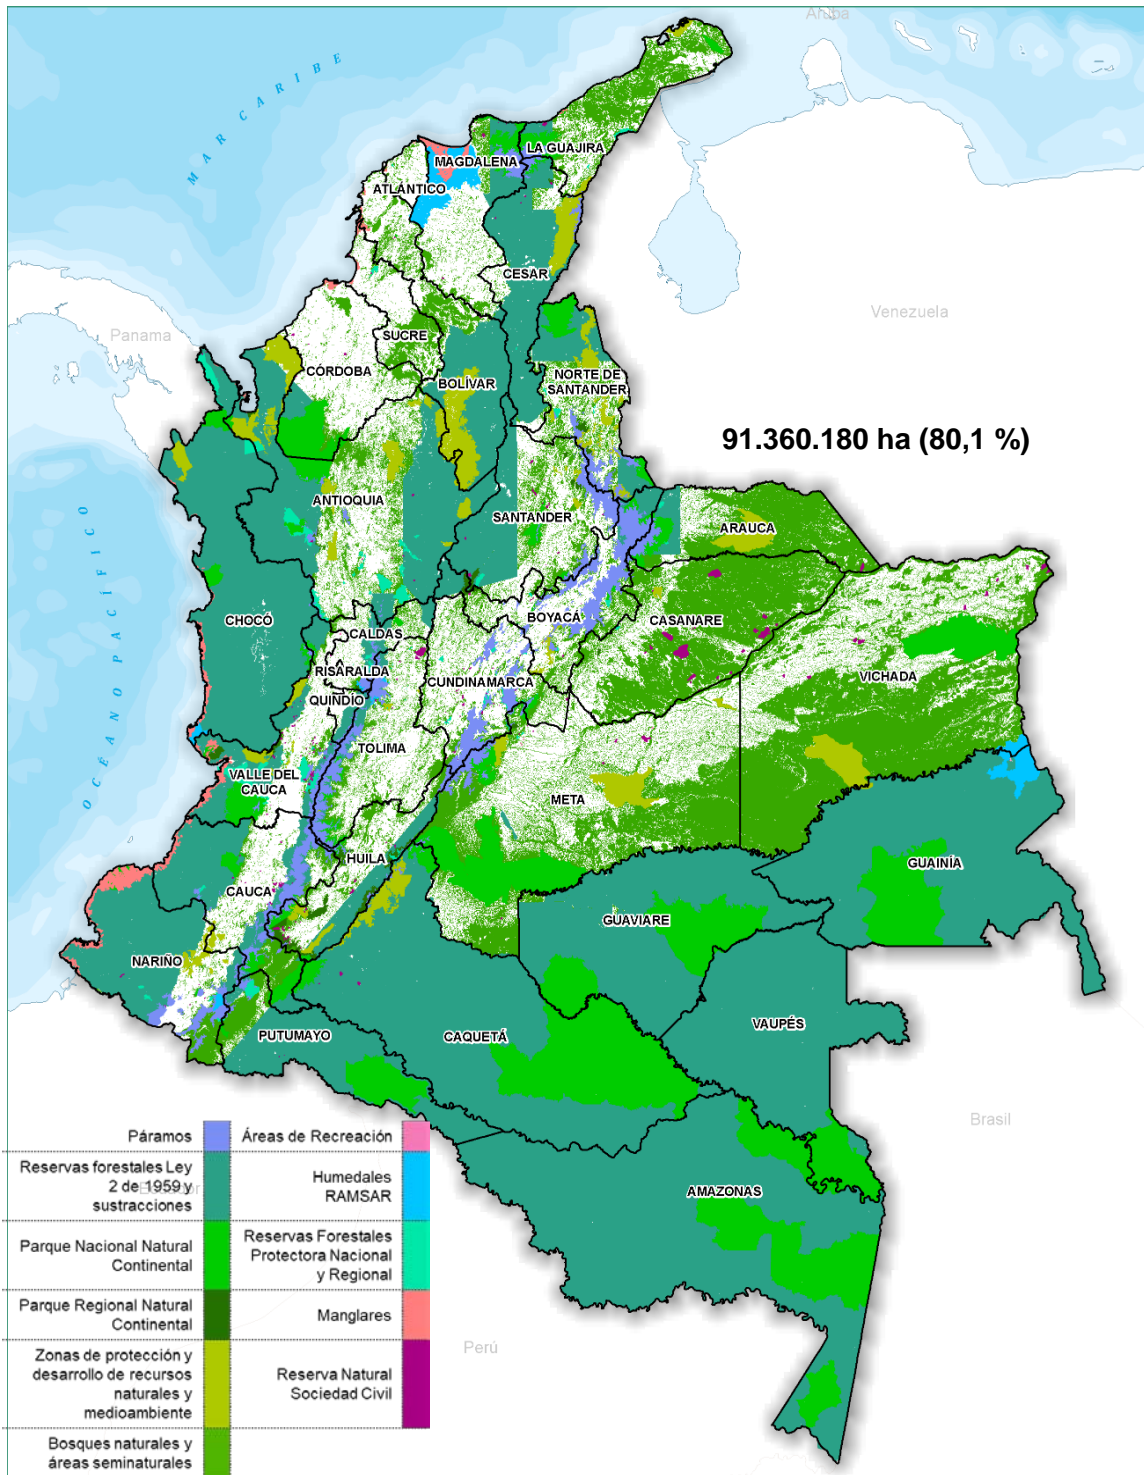 Aruba
MAR CARIBE
MAGDALENA
LA GUAJIRA
ATLÁNTICO
CESAR
Venezuela
Panama
SUCRE
CÓRDOBA
BOLÍVAR
NORTE DE
SANTANDER
91.360.180 ha (80,1 %)
ANTIOQUIA
SANTANDER
ARAUCA
OCÉANO PACÍFICO
CHOCÓ
BOYACÁ
CASANARE
CALDAS
RISARALDA
CUNDINAMARCA
VICHADA
QUINDÍO
TOLIMA
VALLE DEL
CAUCA
META
HUILA
GUAINÍA
CAUCA
GUAVIARE
NARIÑO
VAUPÉS
PUTUMAYO
CAQUETÁ
Brasil
AMAZONAS
Perú
Ecuador
Páramos
Reservas forestales Ley
2 de 1959 y
sustracciones
Parque Nacional Natural
Continental
Parque Regional Natural
Continental
Zonas de protección y
desarrollo de recursos
naturales y
medioambiente
Bosques naturales y
áreas seminaturales
Áreas de Recreación
Humedales
RAMSAR
Reservas Forestales
Protectora Nacional
y Regional
Manglares
Reserva Natural
Sociedad Civil